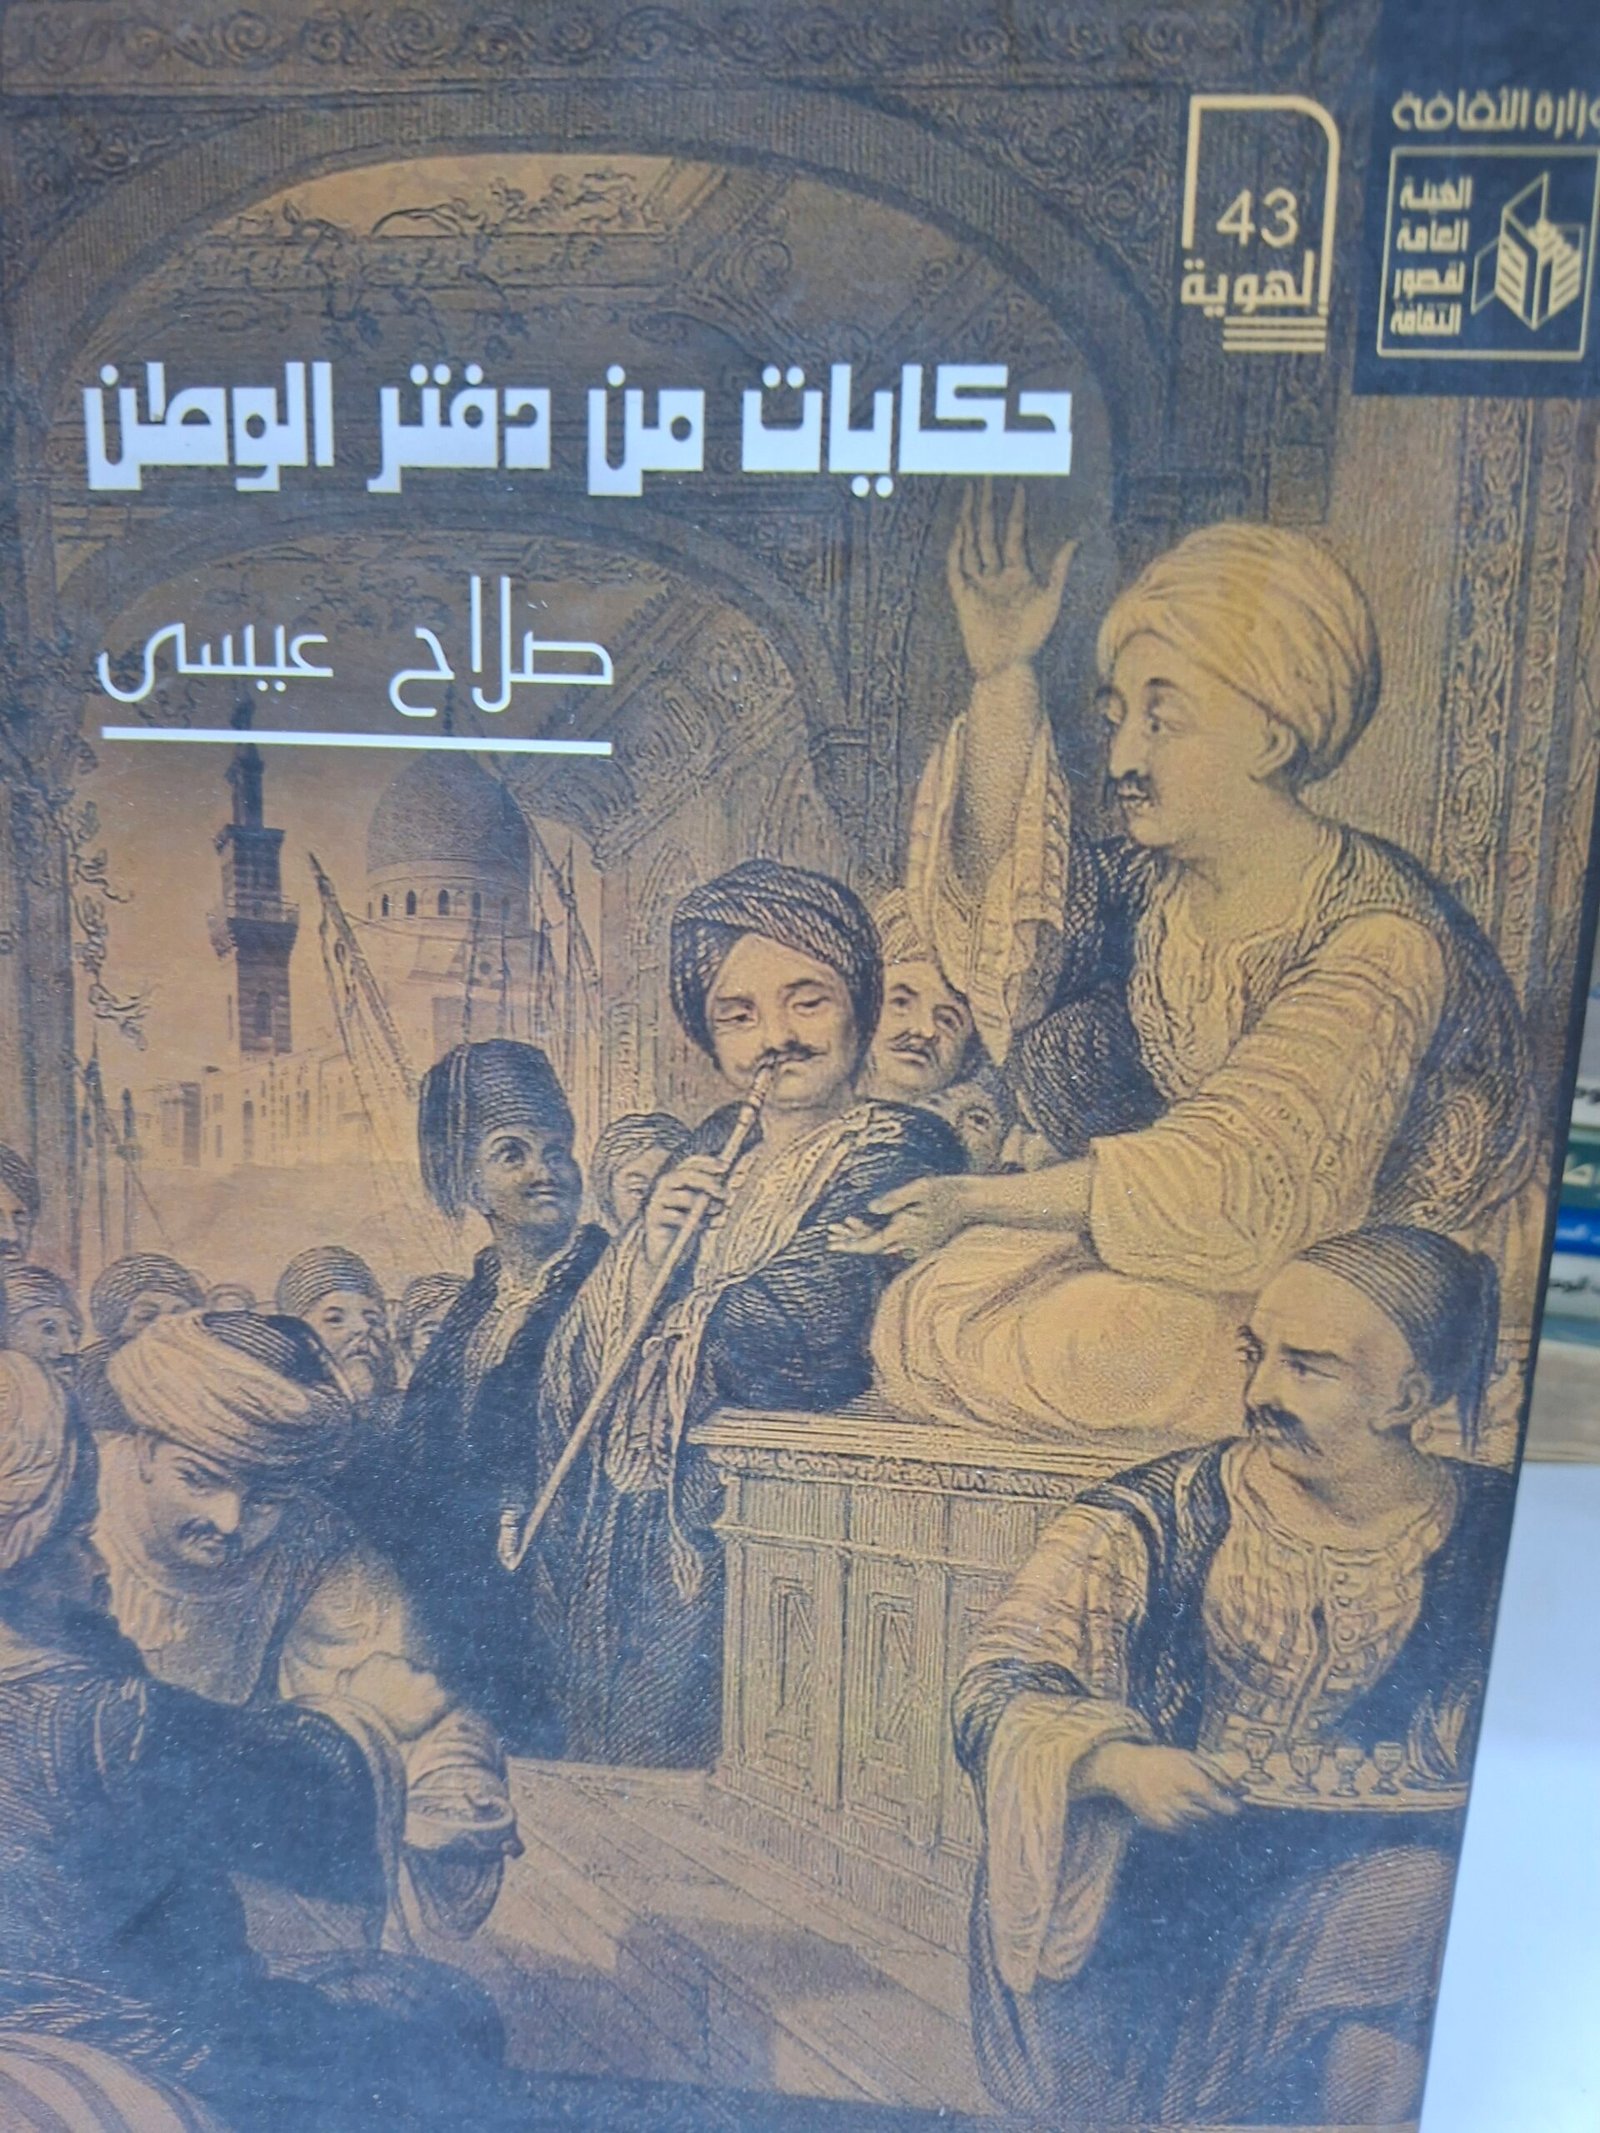 وزارة الثقافة
الهيئة
العامة
لقصور
الثقافة
43
الهوية
حكايات من دفتر الوطن
صلاح عيسى